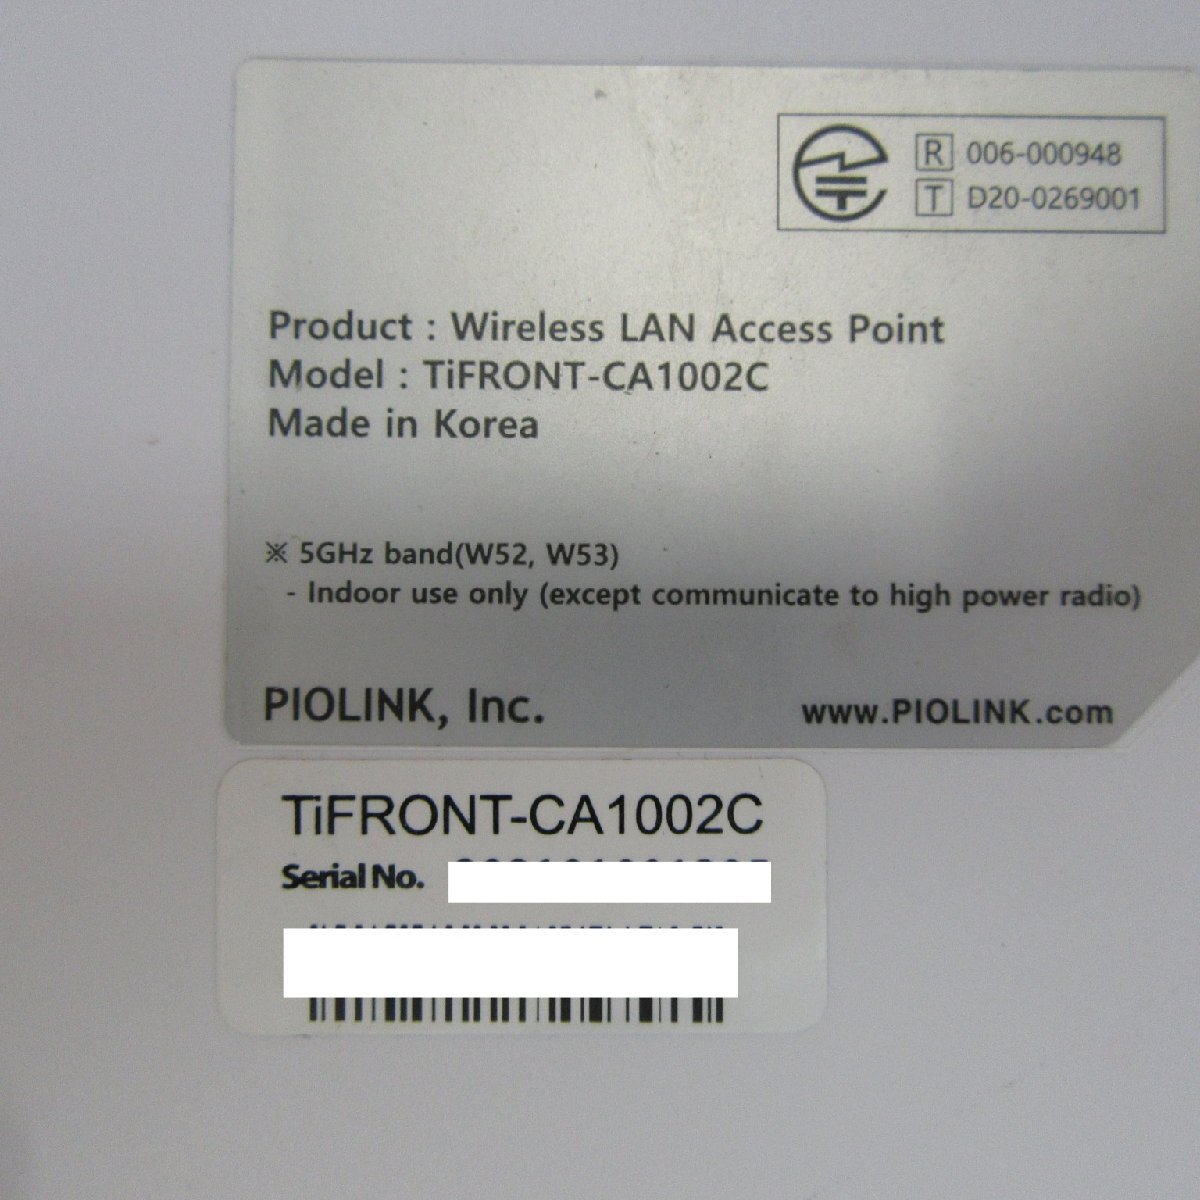 R 006-000948
T D20-0269001
Product : Wireless LAN Access Point
Model : TiFRONT-CA1002C
Made in Korea
※ 5GHz band(W52, W53)
- Indoor use only (except communicate to high power radio)
PIOLINK, Inc.
www.PIOLINK.com
TiFRONT-CA1002C
Serial No.